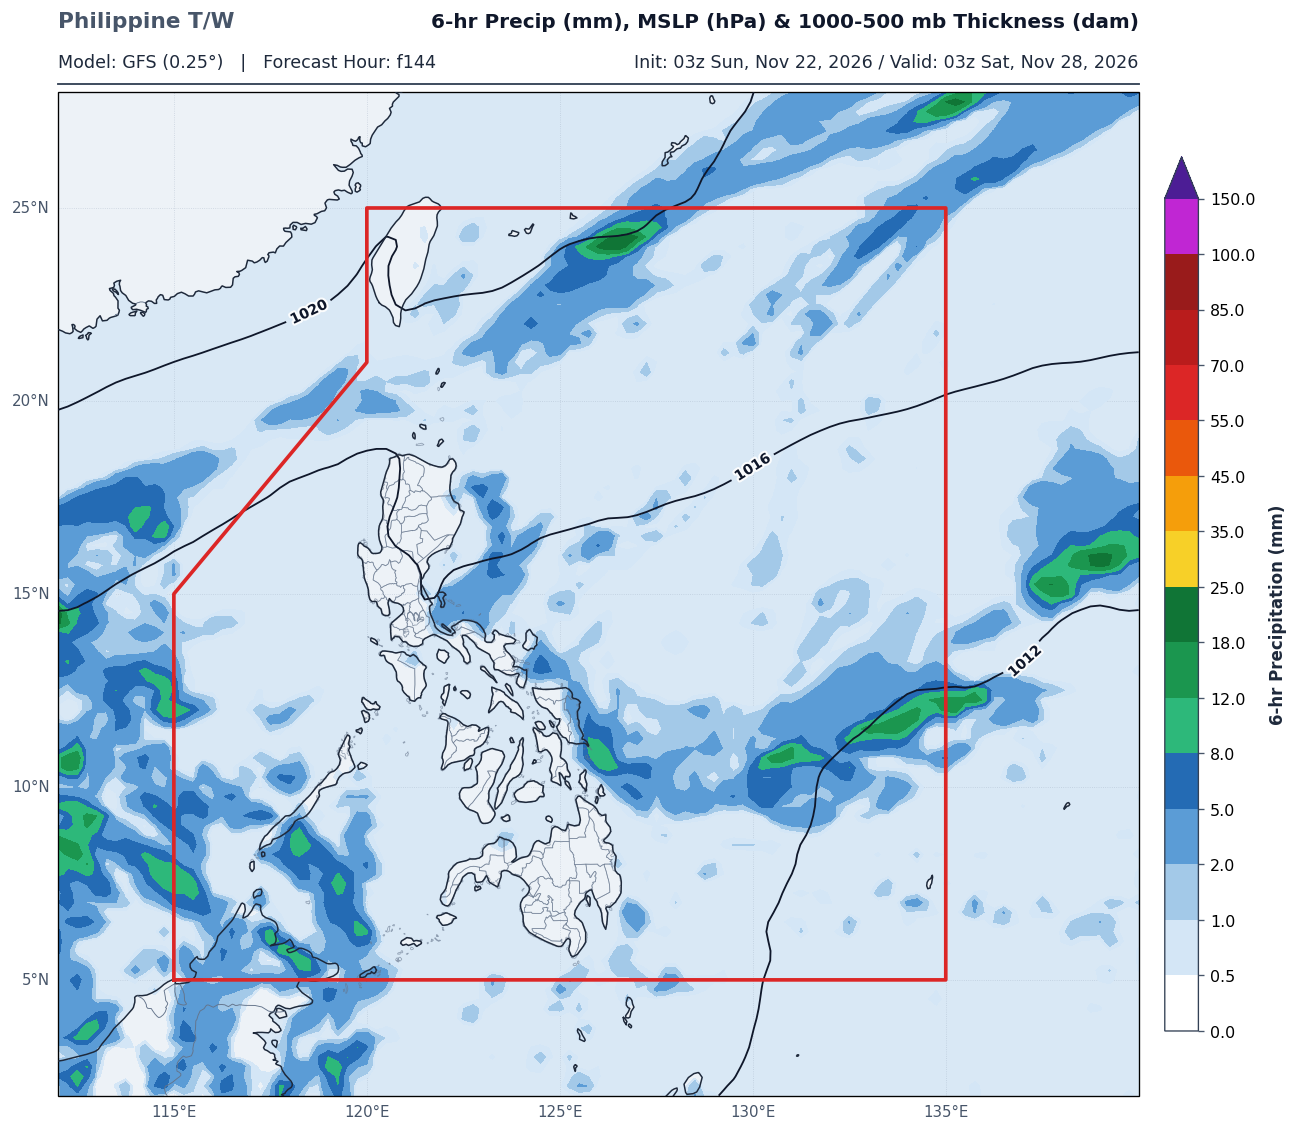 Philippine T/W
6-hr Precip (mm), MSLP (hPa) & 1000-500 mb Thickness (dam)
Model: GFS (0.25°) | Forecast Hour: f144
Init: 03z Sun, Nov 22, 2026 / Valid: 03z Sat, Nov 28, 2026
25°N
20°N
15°N
10°N
5°N
115°E
120°E
125°E
130°E
135°E
1020
1016
1012
150.0
100.0
85.0
70.0
55.0
45.0
35.0
25.0
18.0
12.0
8.0
5.0
2.0
1.0
0.5
0.0
6-hr Precipitation (mm)